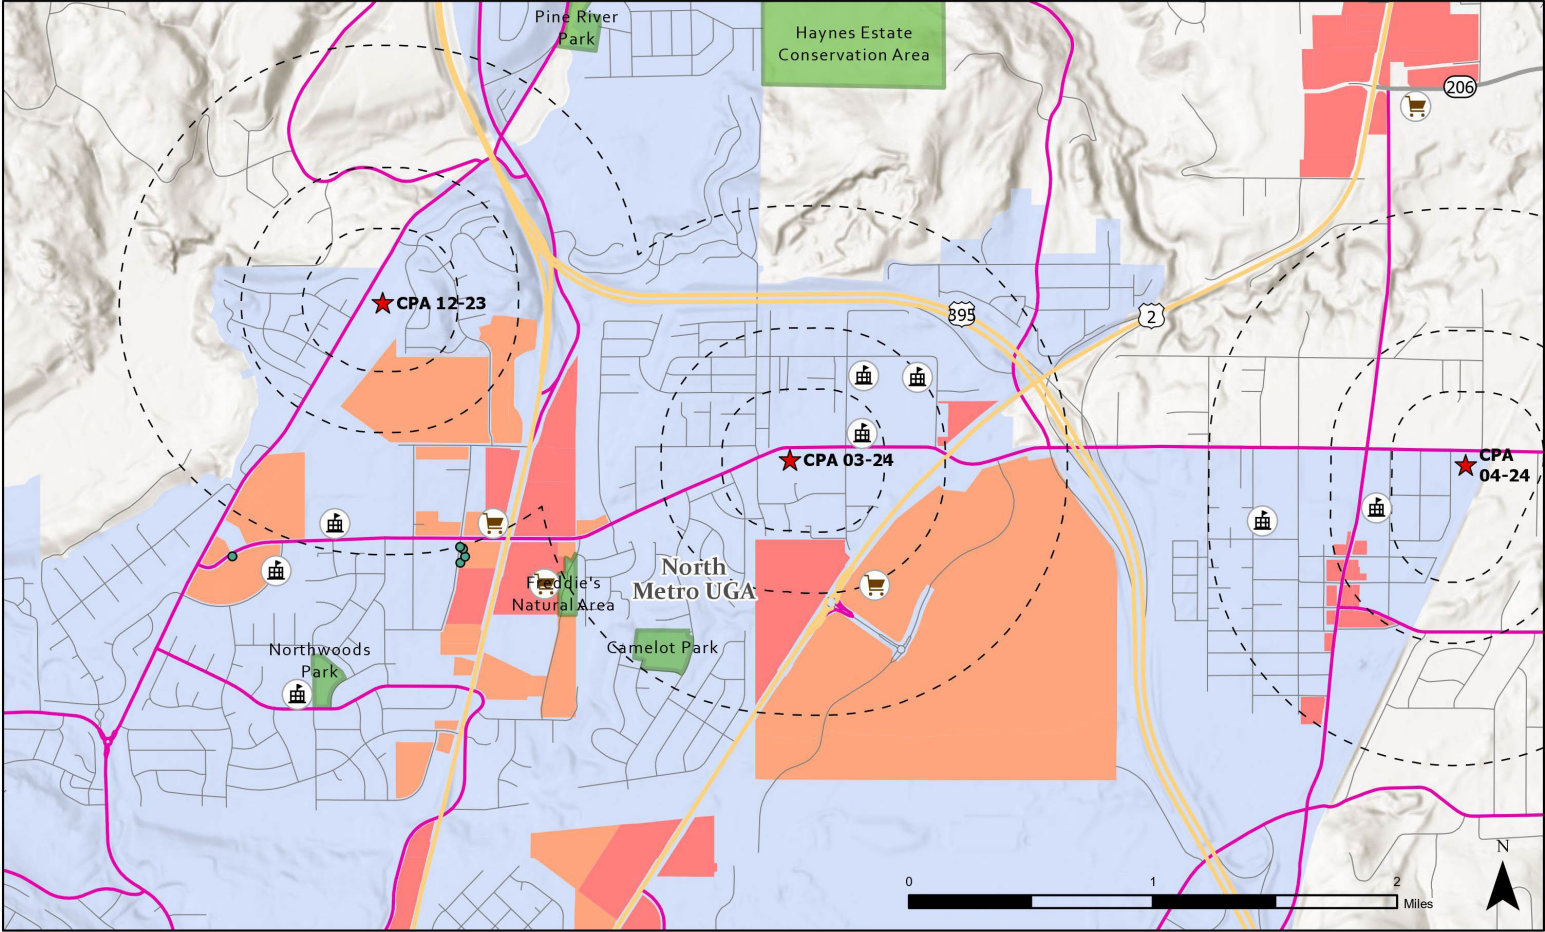 Pine River
Park
Haynes Estate
Conservation Area
206
CPA 12-23
395
2
CPA 03-24
CPA
04-24
North
Metro UGA
Freddie's
Natural Area
Camelot Park
Northwoods
Park
N
0 1 2
Miles